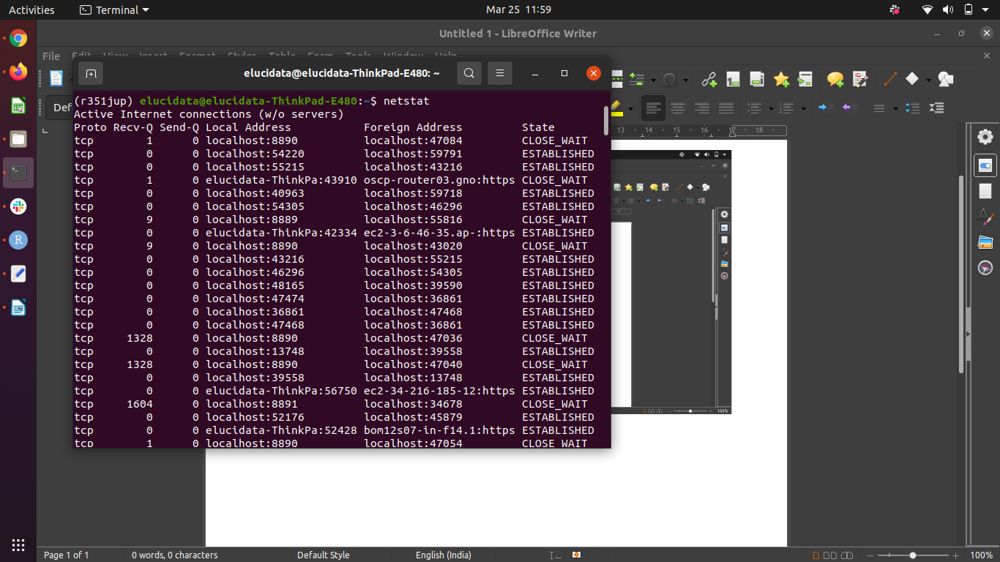 Activities Terminal Mar 25 11:59
Untitled 1 - LibreOffice Writer
File Edit View Insert Format Styles Table Form Tools Window Help
elucidata@elucidata-ThinkPad-E480: ~
Def
(r351jup) elucidata@elucidata-ThinkPad-E480:~$ netstat
Active Internet connections (w/o servers)
Proto Recv-Q Send-Q Local Address Foreign Address State
tcp 1 0 localhost:8890 localhost:47084 CLOSE_WAIT
tcp 0 0 localhost:54220 localhost:59791 ESTABLISHED
tcp 0 0 localhost:55215 localhost:43216 ESTABLISHED
tcp 1 0 elucidata-ThinkPa:43910 oscp-router03.gno:https CLOSE_WAIT
tcp 0 0 localhost:40963 localhost:59718 ESTABLISHED
tcp 0 0 localhost:54305 localhost:46296 ESTABLISHED
tcp 9 0 localhost:8889 localhost:55816 CLOSE_WAIT
tcp 0 0 elucidata-ThinkPa:42334 ec2-3-6-46-35.ap-:https ESTABLISHED
tcp 9 0 localhost:8890 localhost:43020 CLOSE_WAIT
tcp 0 0 localhost:43216 localhost:55215 ESTABLISHED
tcp 0 0 localhost:46296 localhost:54305 ESTABLISHED
tcp 0 0 localhost:48165 localhost:39590 ESTABLISHED
tcp 0 0 localhost:47474 localhost:36861 ESTABLISHED
tcp 0 0 localhost:36861 localhost:47468 ESTABLISHED
tcp 0 0 localhost:47468 localhost:36861 ESTABLISHED
tcp 1328 0 localhost:8890 localhost:47036 CLOSE_WAIT
tcp 0 0 localhost:13748 localhost:39558 ESTABLISHED
tcp 1328 0 localhost:8890 localhost:47040 CLOSE_WAIT
tcp 0 0 localhost:39558 localhost:13748 ESTABLISHED
tcp 0 0 elucidata-ThinkPa:56750 ec2-34-216-185-12:https ESTABLISHED
tcp 1604 0 localhost:8891 localhost:34678 CLOSE_WAIT
tcp 0 0 localhost:52176 localhost:45879 ESTABLISHED
tcp 0 0 elucidata-ThinkPa:52428 bom12s07-in-f14.1:https ESTABLISHED
tcp 1 0 localhost:8890 localhost:47054 CLOSE_WAIT
13 14 15 16 17 18
100%
Page 1 of 1 0 words, 0 characters Default Style English (India) 100%